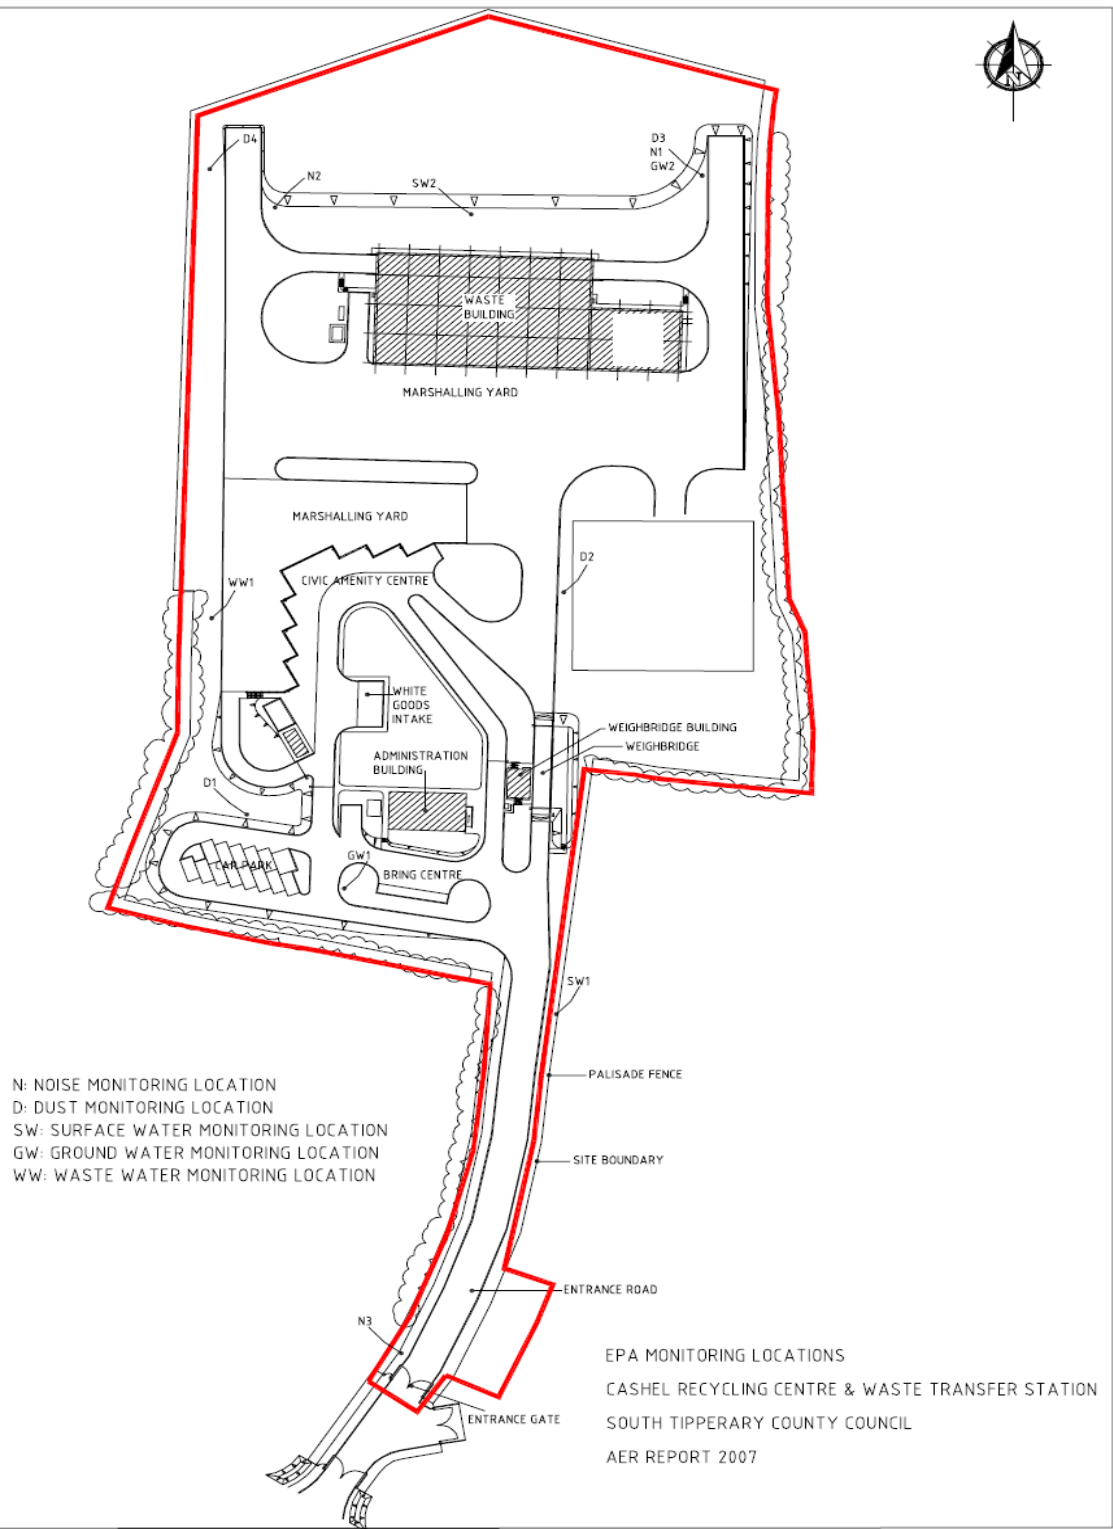 N
D4
D3
N1
GW2
N2
SW2
WASTE
BUILDING
MARSHALLING YARD
MARSHALLING YARD
D2
CIVIC AMENITY CENTRE
WW1
WHITE
GOODS
INTAKE
WEIGHBRIDGE BUILDING
WEIGHBRIDGE
ADMINISTRATION
BUILDING
D1
GW1
CAR PARK
BRING CENTRE
SW1
PALISADE FENCE
N: NOISE MONITORING LOCATION
D: DUST MONITORING LOCATION
SW: SURFACE WATER MONITORING LOCATION
GW: GROUND WATER MONITORING LOCATION
WW: WASTE WATER MONITORING LOCATION
SITE BOUNDARY
ENTRANCE ROAD
N3
ENTRANCE GATE
EPA MONITORING LOCATIONS
CASHEL RECYCLING CENTRE & WASTE TRANSFER STATION
SOUTH TIPPERARY COUNTY COUNCIL
AER REPORT 2007